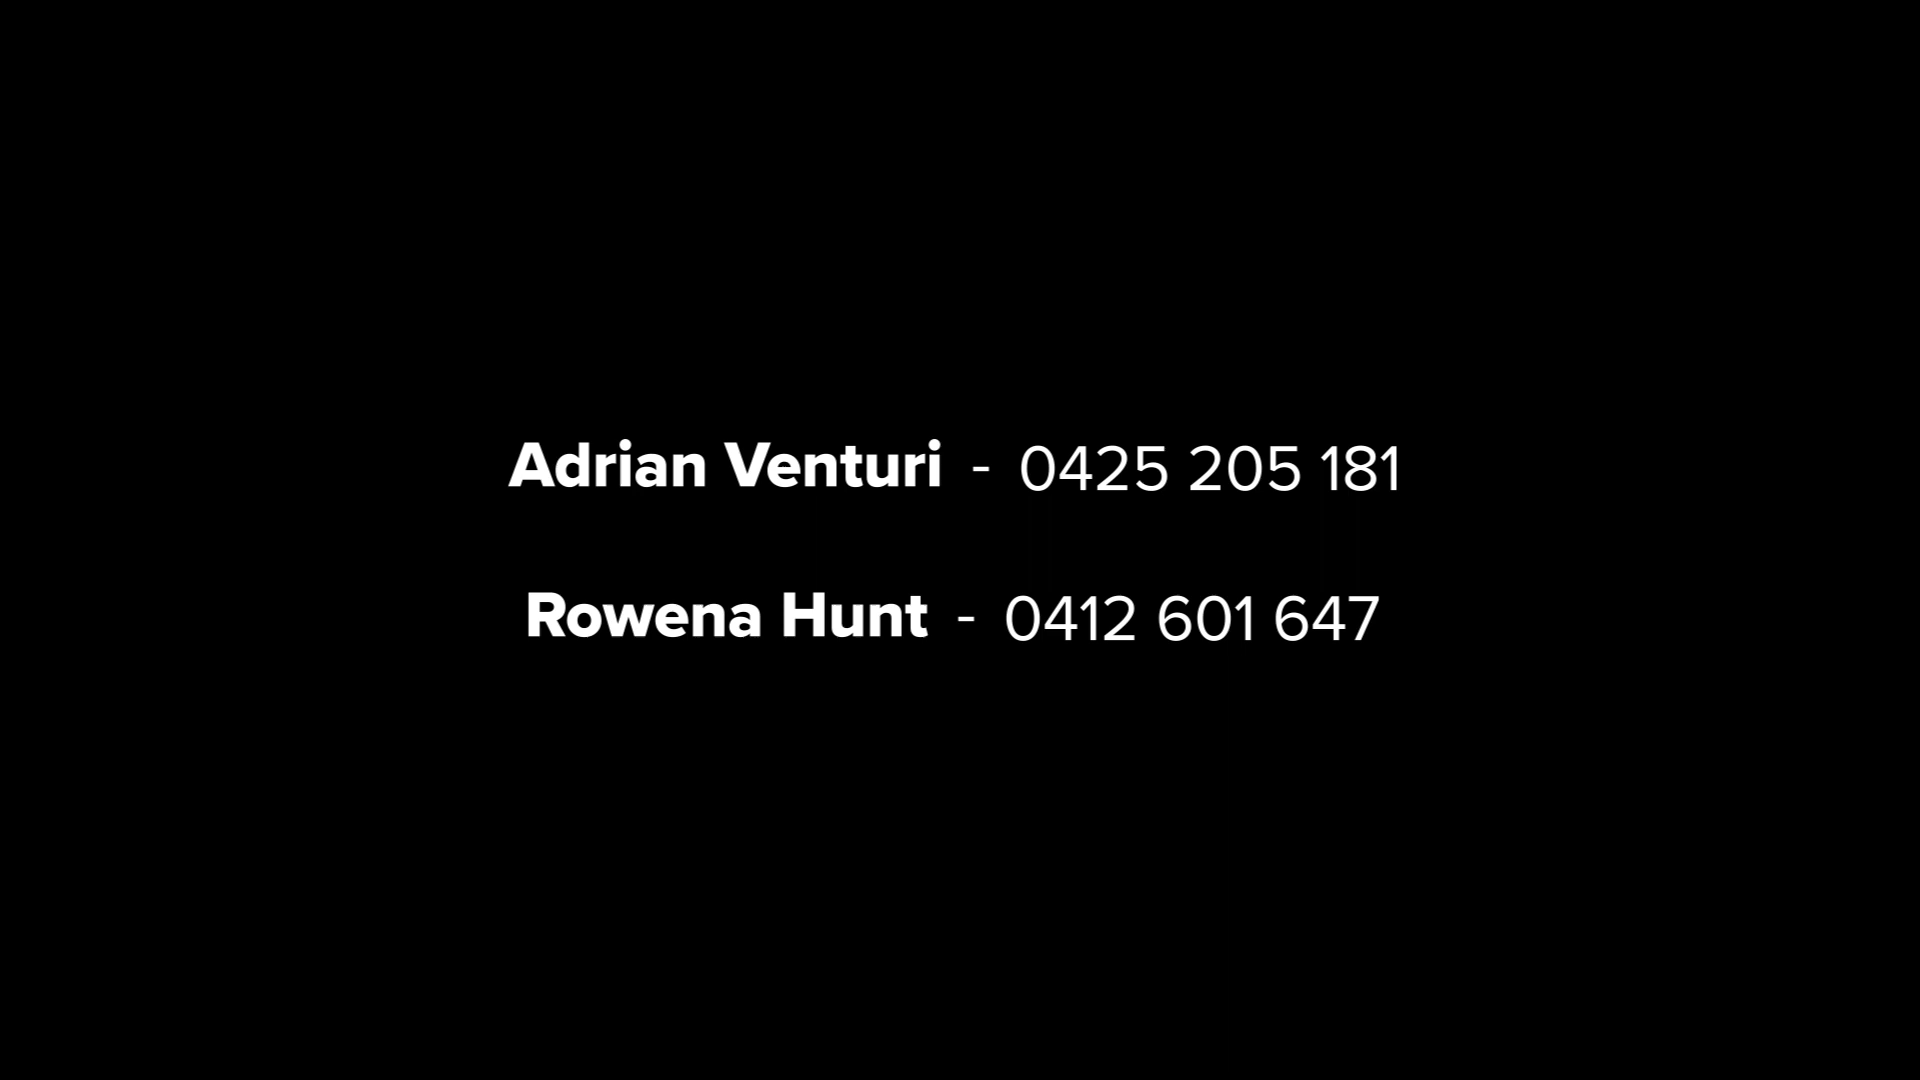 Adrian Venturi - 0425 205 181
Rowena Hunt - 0412 601 647